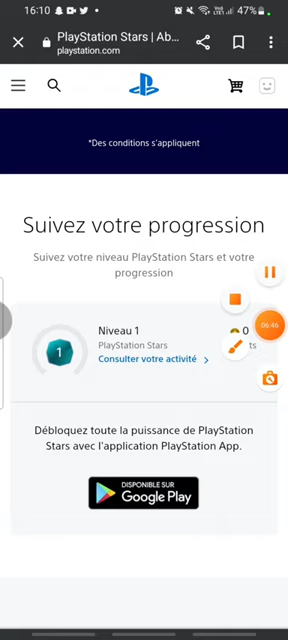 16:10
47%
PlayStation Stars | Ab...
playstation.com
*Des conditions s'appliquent
Suivez votre progression
Suivez votre niveau PlayStation Stars et votre
progression
1
Niveau 1
PlayStation Stars
Consulter votre activité
0
ts
06:46
Débloquez toute la puissance de PlayStation
Stars avec l'application PlayStation App.
DISPONIBLE SUR
Google Play